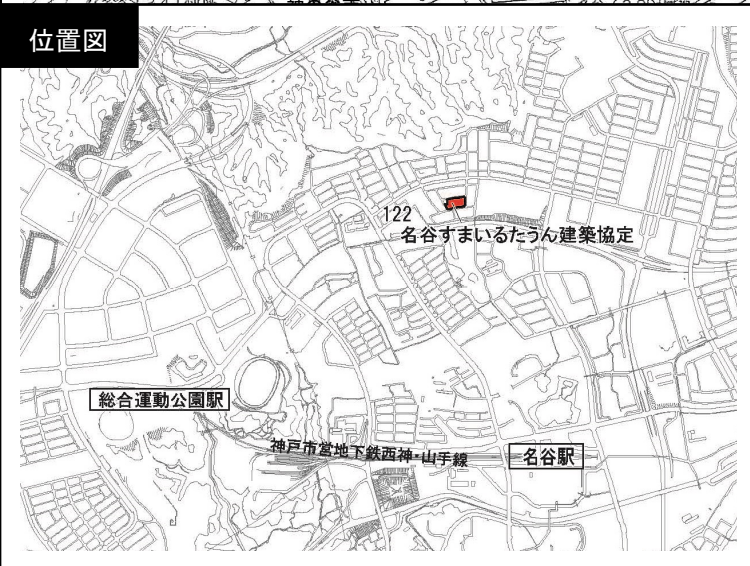 位置図
122
名谷すまいるたうん建築協定
総合運動公園駅
神戸市営地下鉄西神・山手線
名谷駅